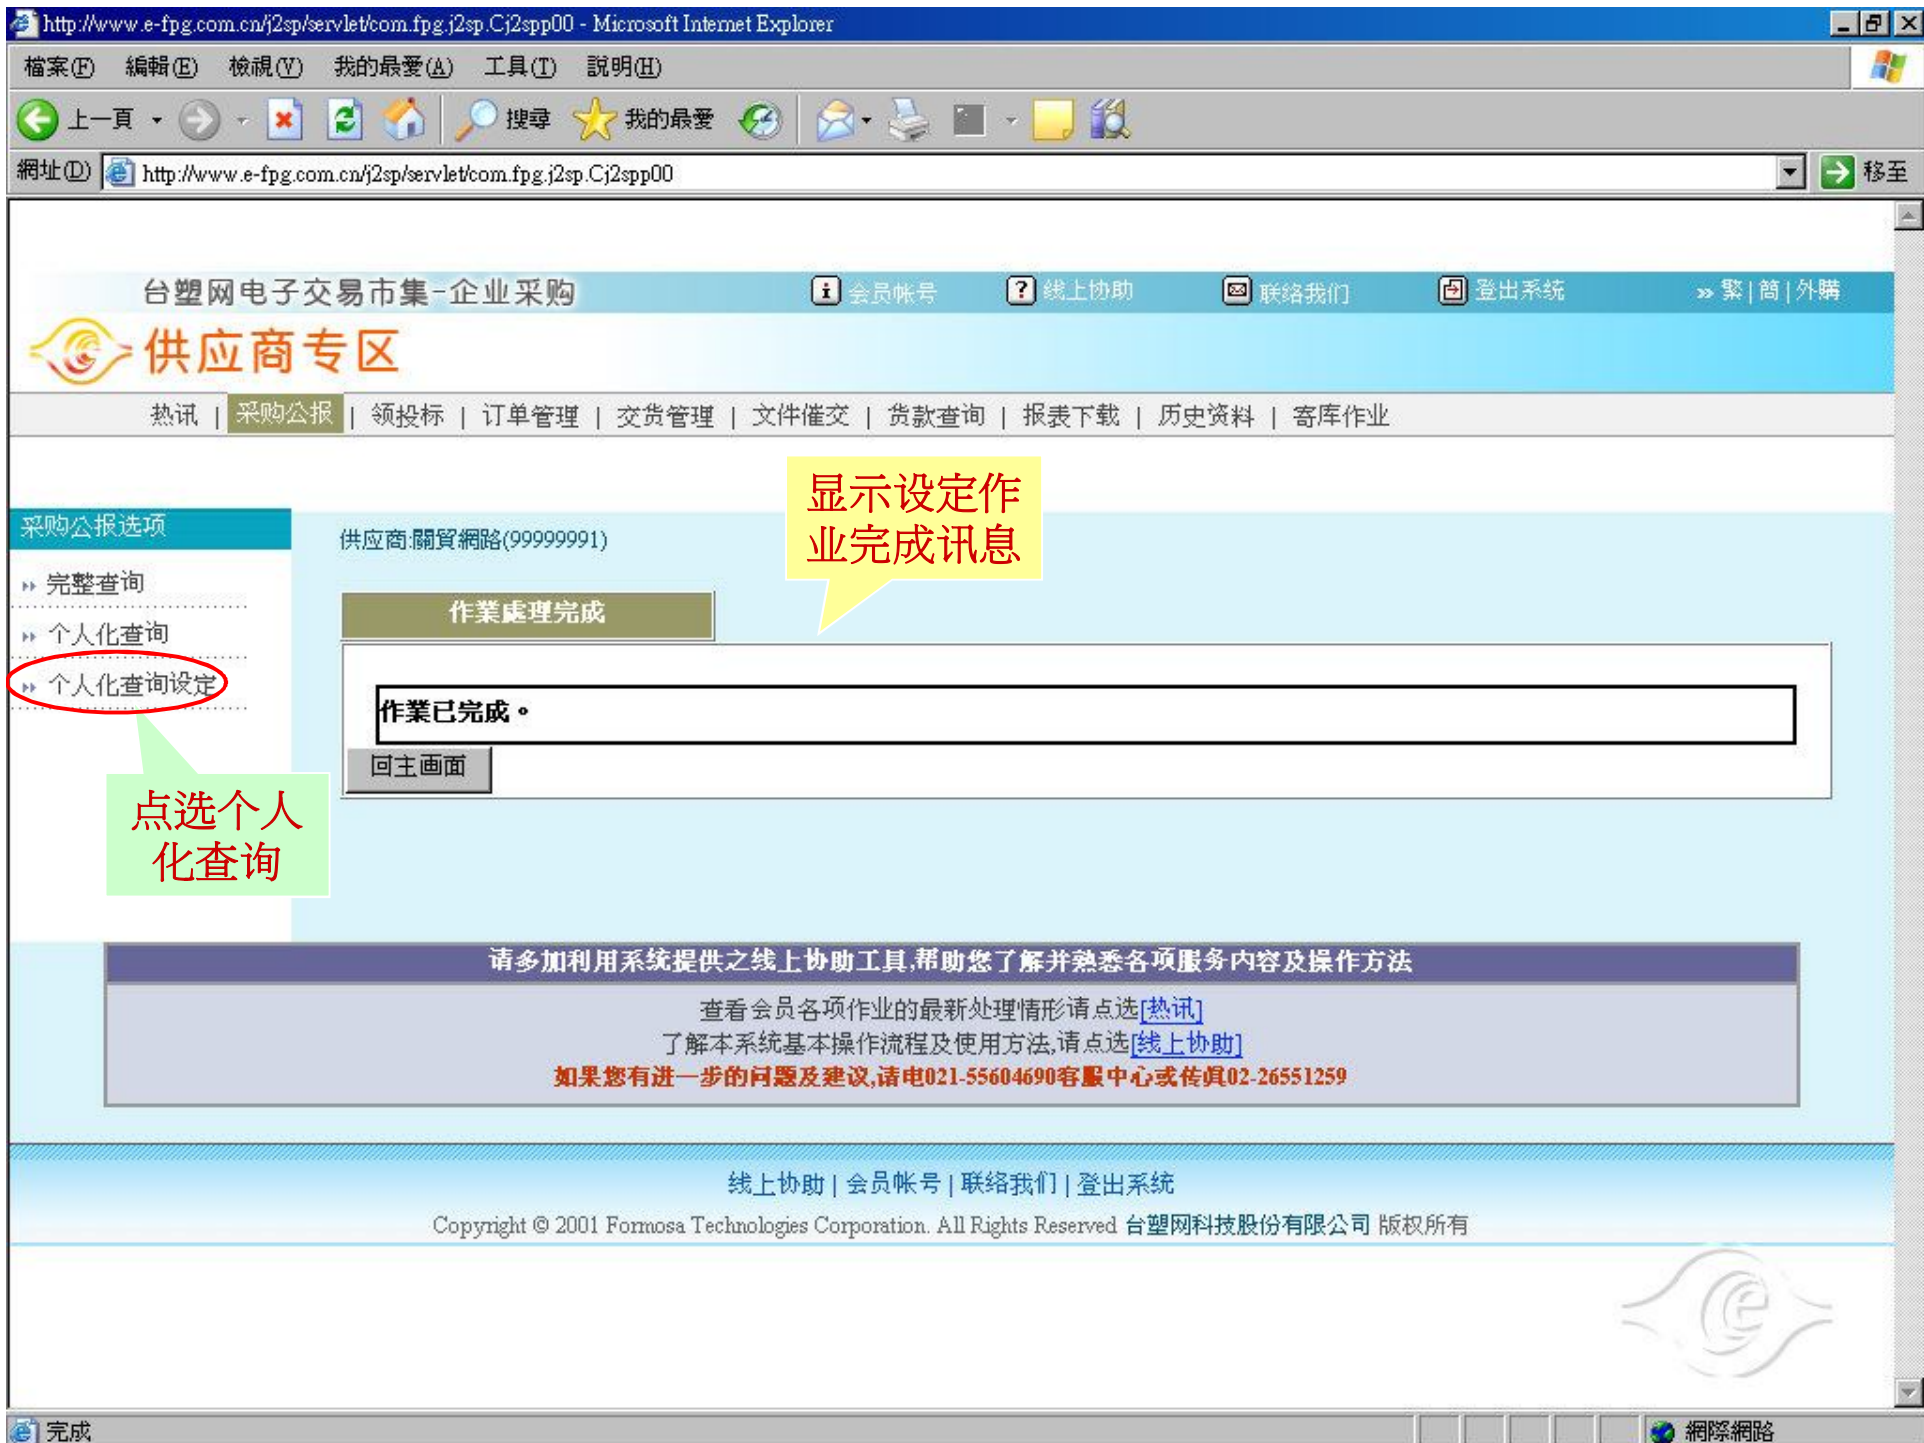 http://www.e-fpg.com.cn/j2sp/servlet/com.fpg.j2sp.Cj2spp00 - Microsoft Internet Explorer
檔案(F) 編輯(E) 檢視(V) 我的最愛(A) 工具(T) 説明(H)
上一頁 搜尋 我的最愛
網址(D) http://www.e-fpg.com.cn/j2sp/servlet/com.fpg.j2sp.Cj2spp00 移至
台塑网电子交易市集-企业采购 会员帐号 线上协助 联络我们 登出系统 » 繁|简|外購
供应商专区
热讯 | 采购公报 | 领投标 | 订单管理 | 交货管理 | 文件催交 | 货款查询 | 报表下载 | 历史资料 | 寄库作业
显示设定作
业完成讯息
采购公报选项
供应商:關貿網路(99999991)
» 完整查询
作業處理完成
» 个人化查询
» 个人化查询设定
作業已完成。
回主画面
点选个人
化查询
请多加利用系统提供之线上协助工具,帮助您了解并熟悉各项服务内容及操作方法
查看会员各项作业的最新处理情形请点选[热讯]
了解本系统基本操作流程及使用方法,请点选[线上协助]
如果您有进一步的问题及建议,请电021-55604690客服中心或传真02-26551259
线上协助 | 会员帐号 | 联络我们 | 登出系统
Copyright © 2001 Formosa Technologies Corporation. All Rights Reserved 台塑网科技股份有限公司 版权所有
完成 網際網路